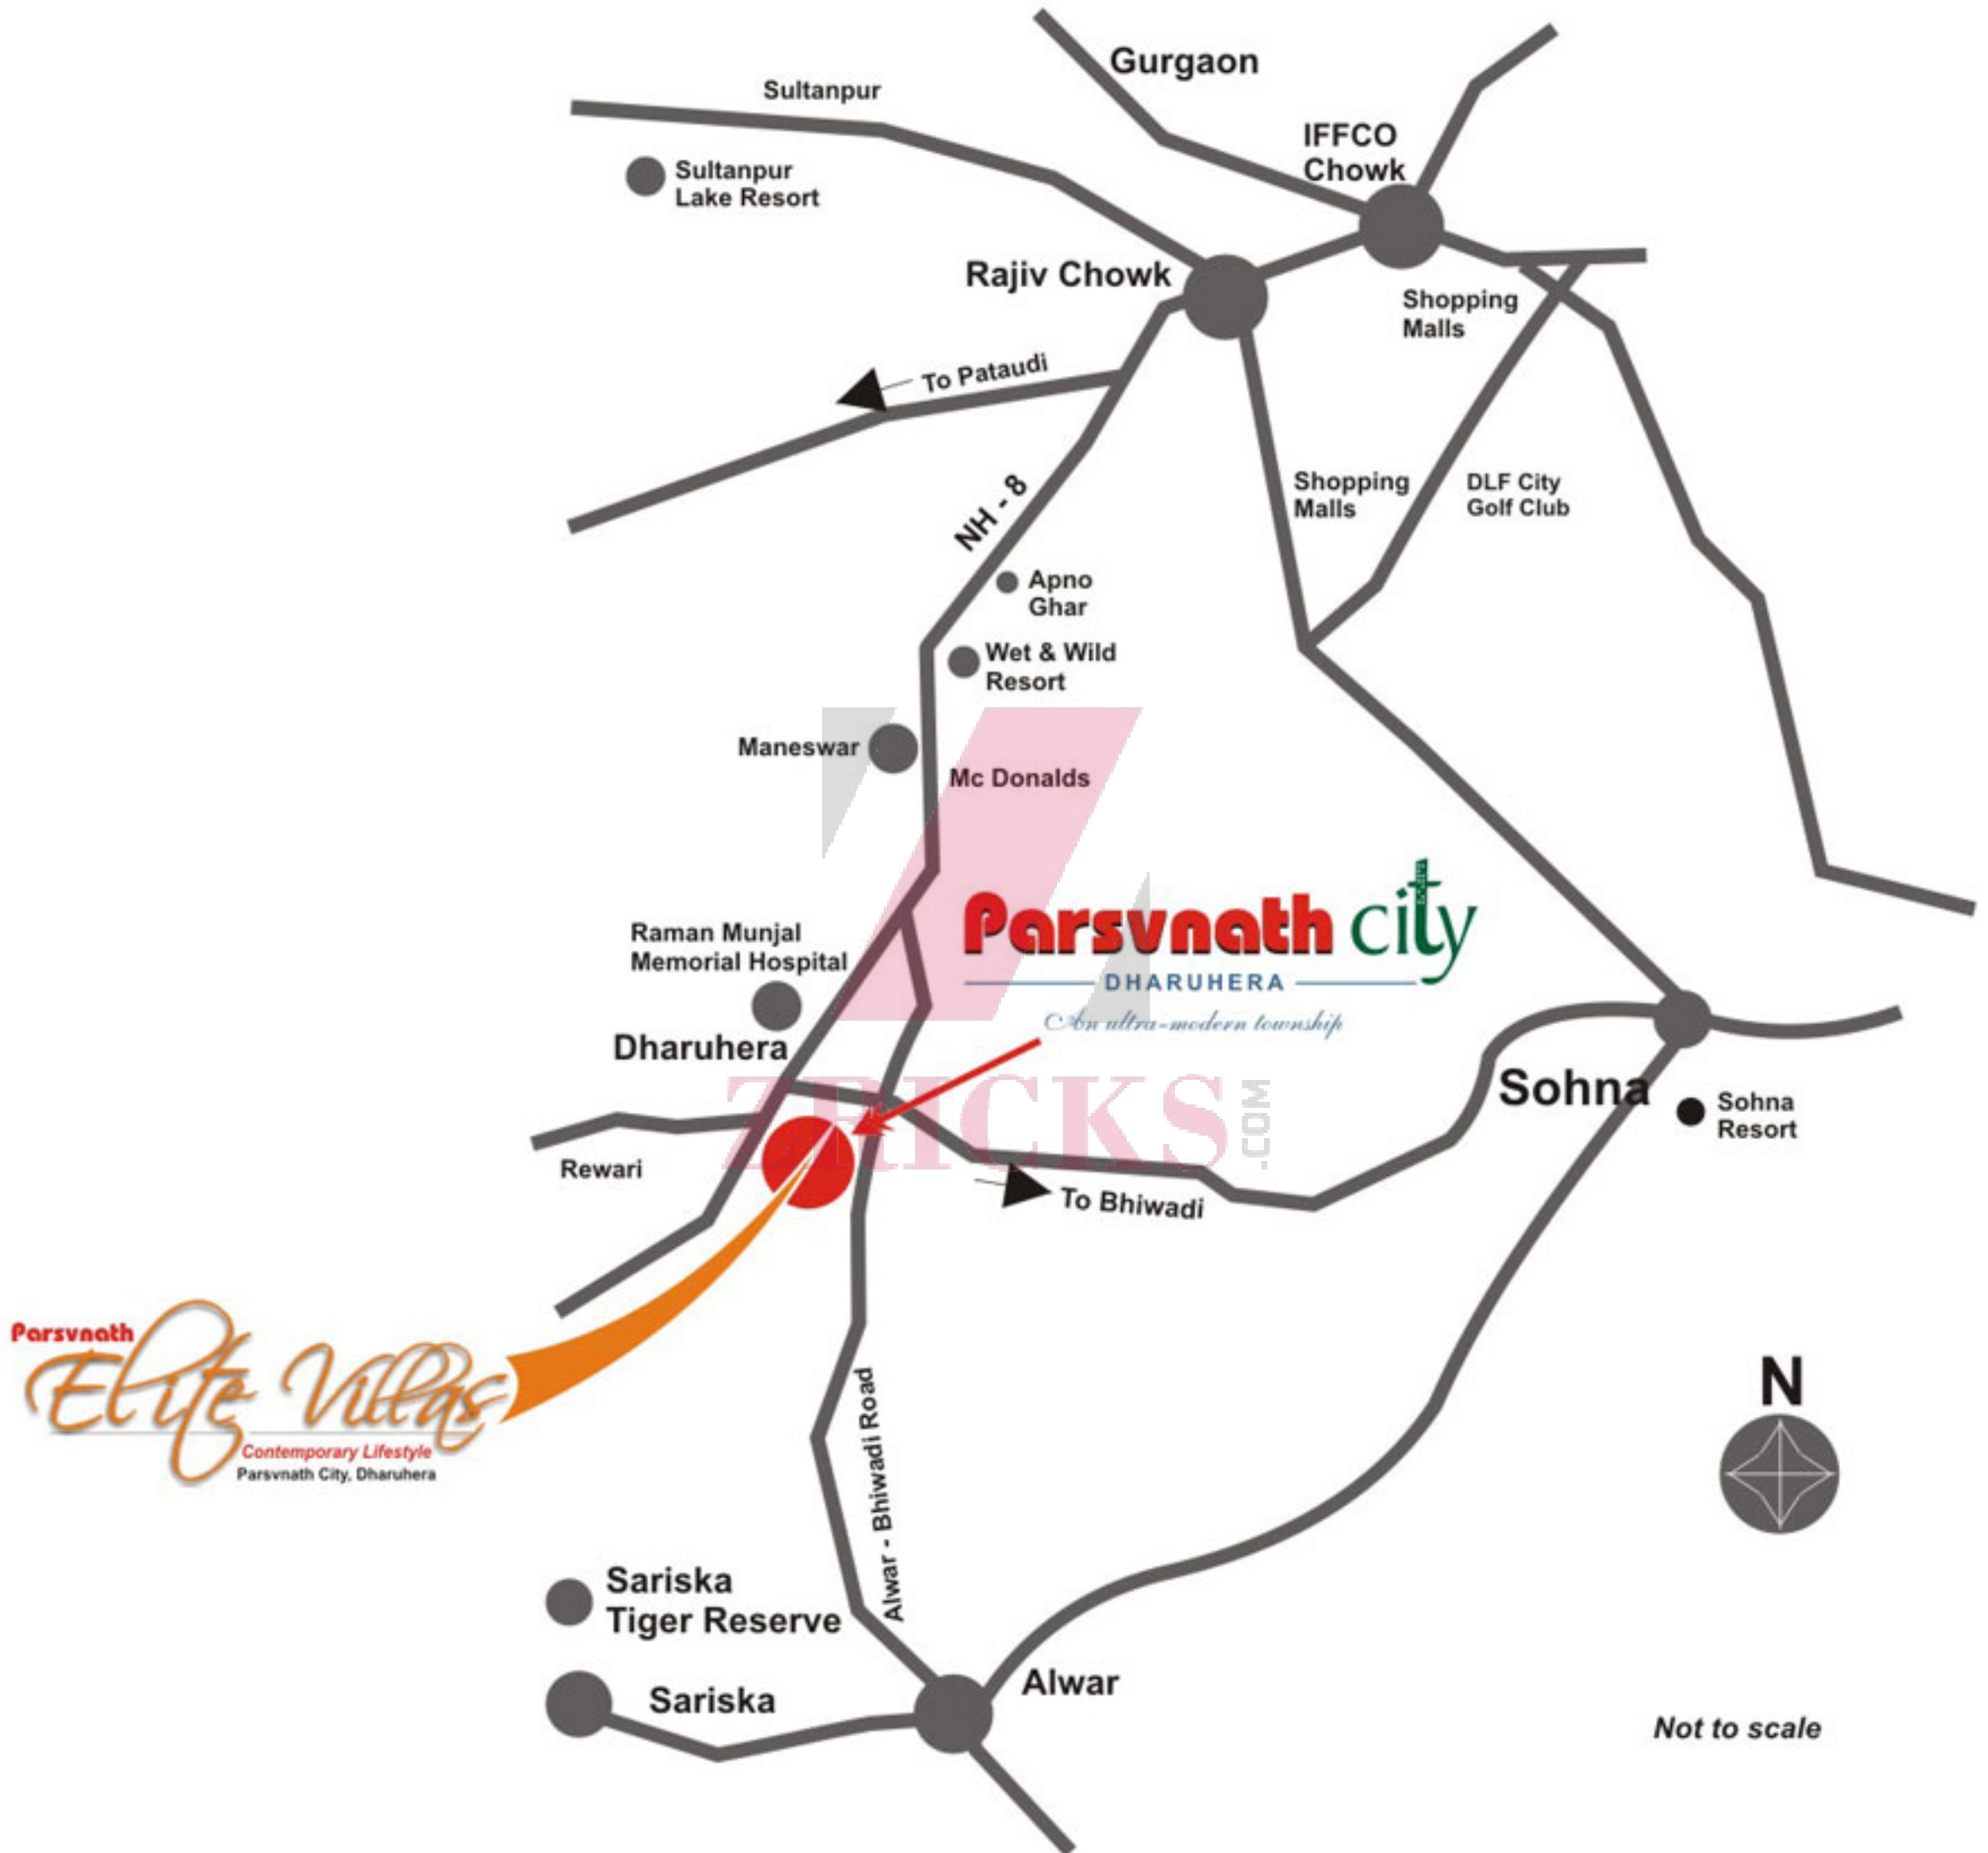 Gurgaon
Sultanpur
IFFCO
Chowk
Sultanpur
Lake Resort
Rajiv Chowk
Shopping
Malls
To Pataudi
NH - 8
Shopping
Malls
DLF City
Golf Club
Apno
Ghar
Wet & Wild
Resort
Maneswar
Mc Donalds
Parsvnath city
DHARUHERA
An ultra-modern township
Raman Munjal
Memorial Hospital
Dharuhera
ZRICKS.COM
Sohna
Sohna
Resort
Rewari
To Bhiwadi
Parsvnath
Elite Villas
Contemporary Lifestyle
Parsvnath City, Dharuhera
N
Alwar - Bhiwadi Road
Sariska
Tiger Reserve
Sariska
Alwar
Not to scale